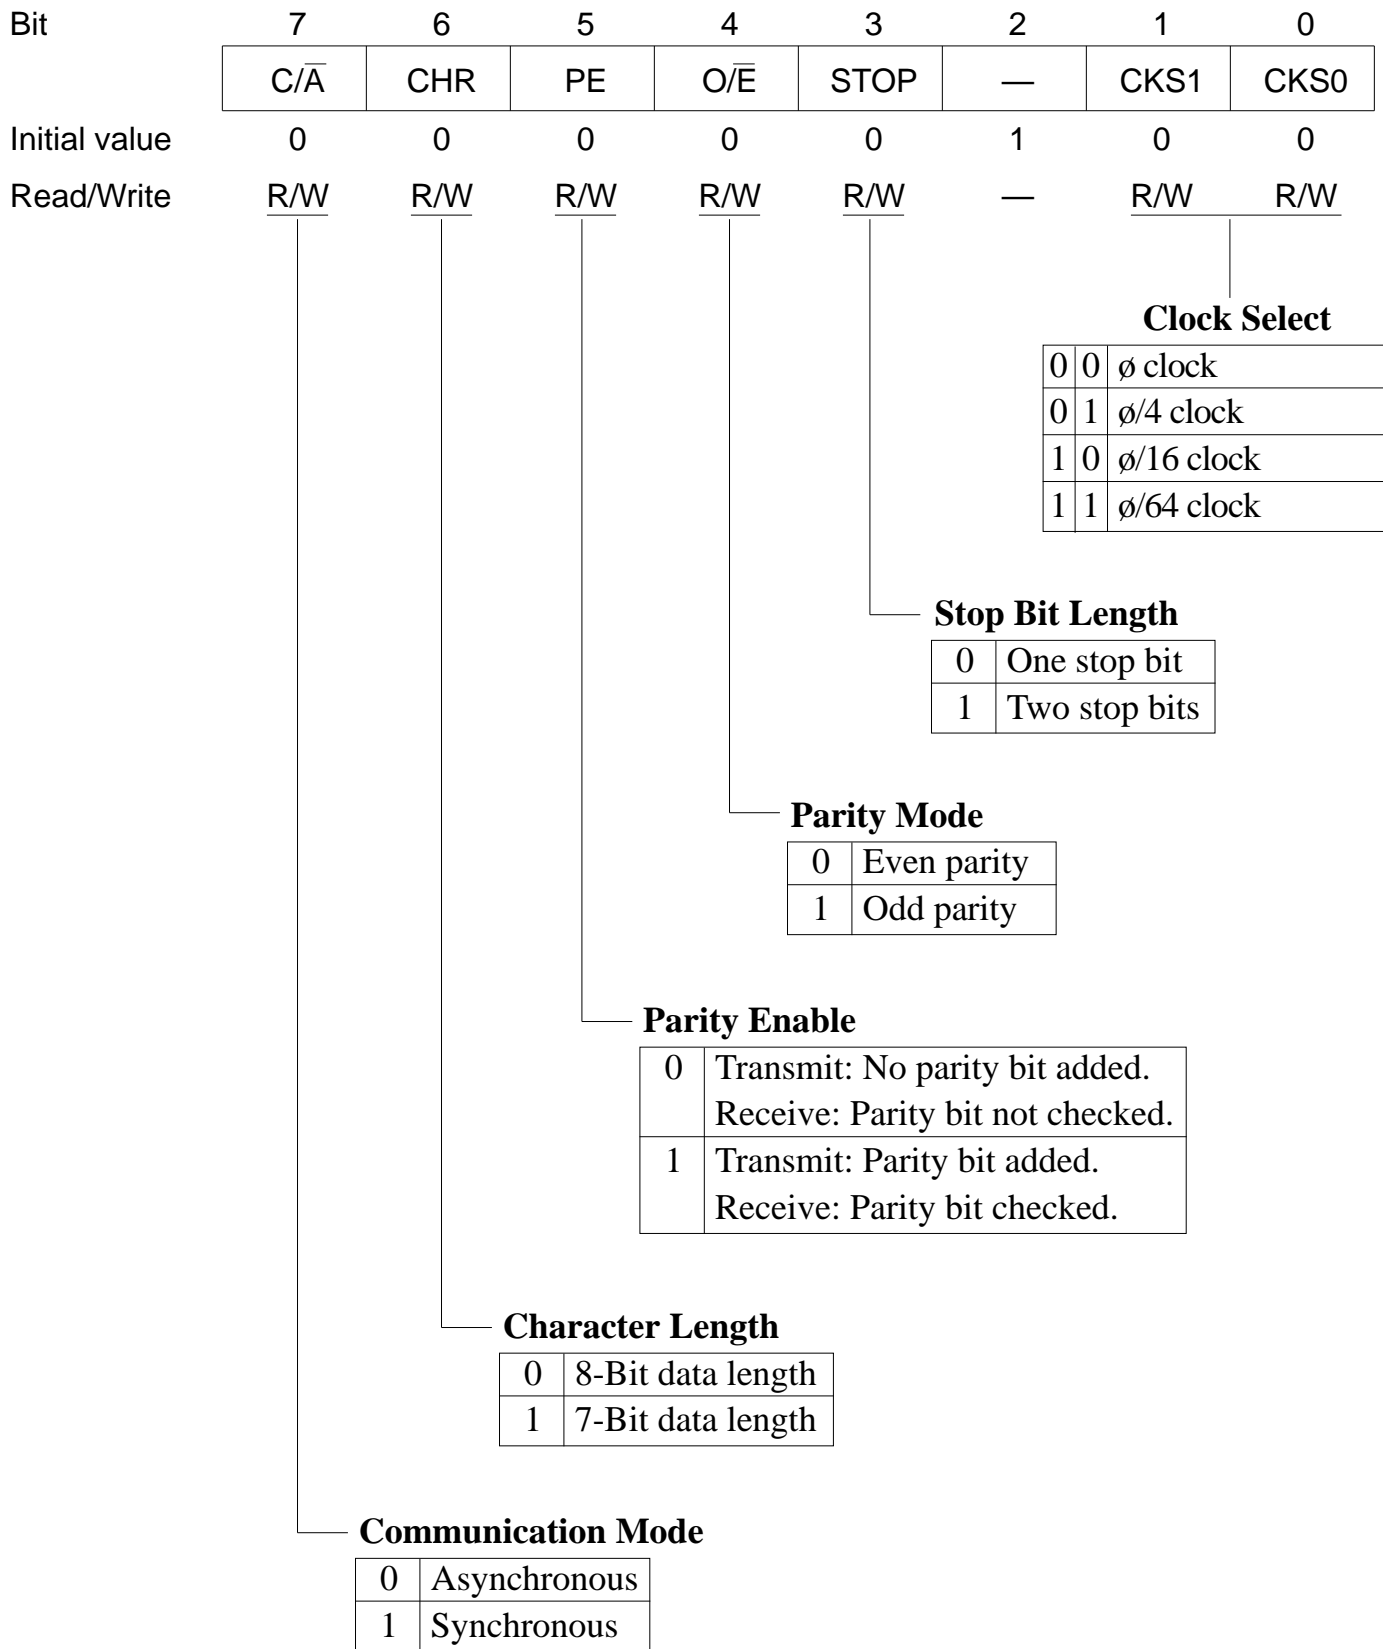 Bit 7 6 5 4 3 2 1 0
C/A̅ CHR PE O/E̅ STOP — CKS1 CKS0
Initial value 0 0 0 0 0 1 0 0
Read/Write R/W R/W R/W R/W R/W — R/W R/W
Clock Select
0 0 ø clock
0 1 ø/4 clock
1 0 ø/16 clock
1 1 ø/64 clock
Stop Bit Length
0 One stop bit
1 Two stop bits
Parity Mode
0 Even parity
1 Odd parity
Parity Enable
0 Transmit: No parity bit added.
Receive: Parity bit not checked.
1 Transmit: Parity bit added.
Receive: Parity bit checked.
Character Length
0 8-Bit data length
1 7-Bit data length
Communication Mode
0 Asynchronous
1 Synchronous